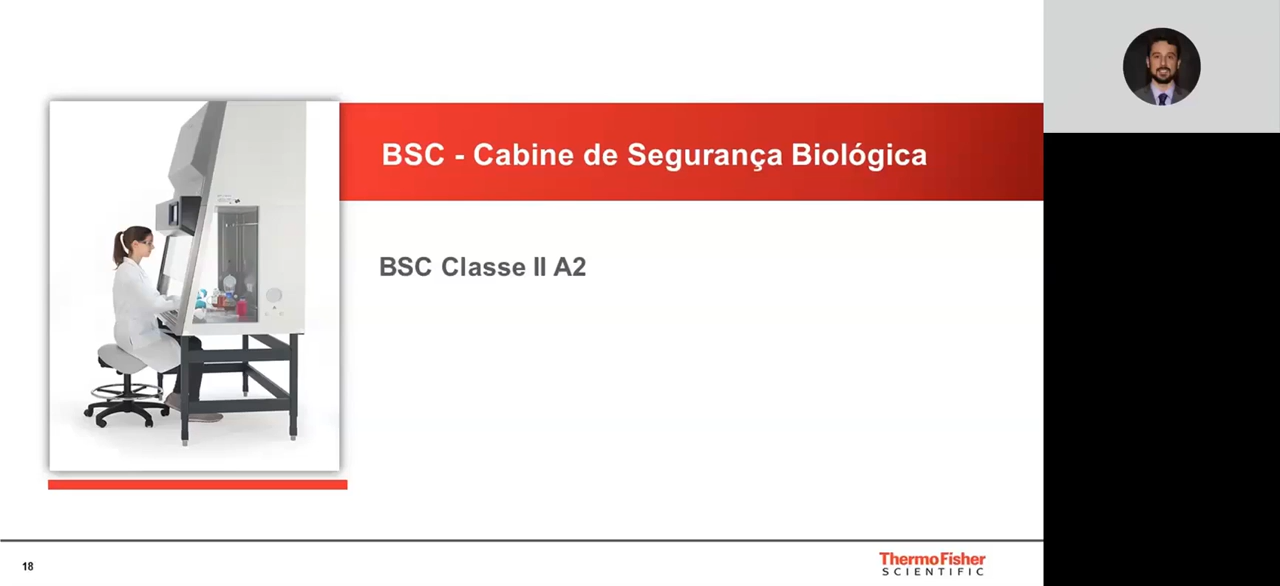 BSC - Cabine de Segurança Biológica
BSC Classe II A2
18
ThermoFisher
SCIENTIFIC